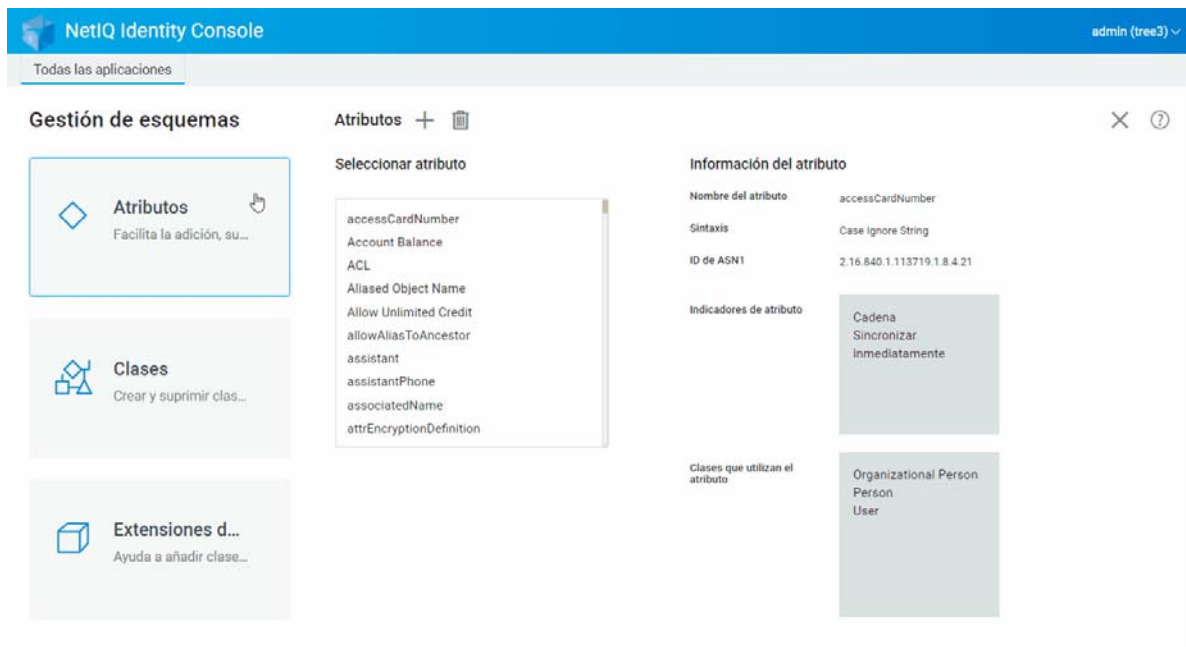 NetIQ Identity Console
admin (tree3)
Todas las aplicaciones
Gestión de esquemas
Atributos
Facilita la adición, su...
Clases
Crear y suprimir clas...
Extensiones d...
Ayuda a añadir clase...
Atributos
Seleccionar atributo
accessCardNumber
Account Balance
ACL
Aliased Object Name
Allow Unlimited Credit
allowAliasToAncestor
assistant
assistantPhone
associatedName
attrEncryptionDefinition
Información del atributo
Nombre del atributo
accessCardNumber
Sintaxis
Case Ignore String
ID de ASN1
2.16.840.1.113719.1.8.4.21
Indicadores de atributo
Cadena
Sincronizar
inmediatamente
Clases que utilizan el
atributo
Organizational Person
Person
User